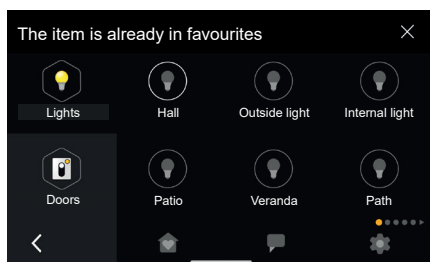 The item is already in favourites
Lights
Hall
Outside light
Internal light
Doors
Patio
Veranda
Path